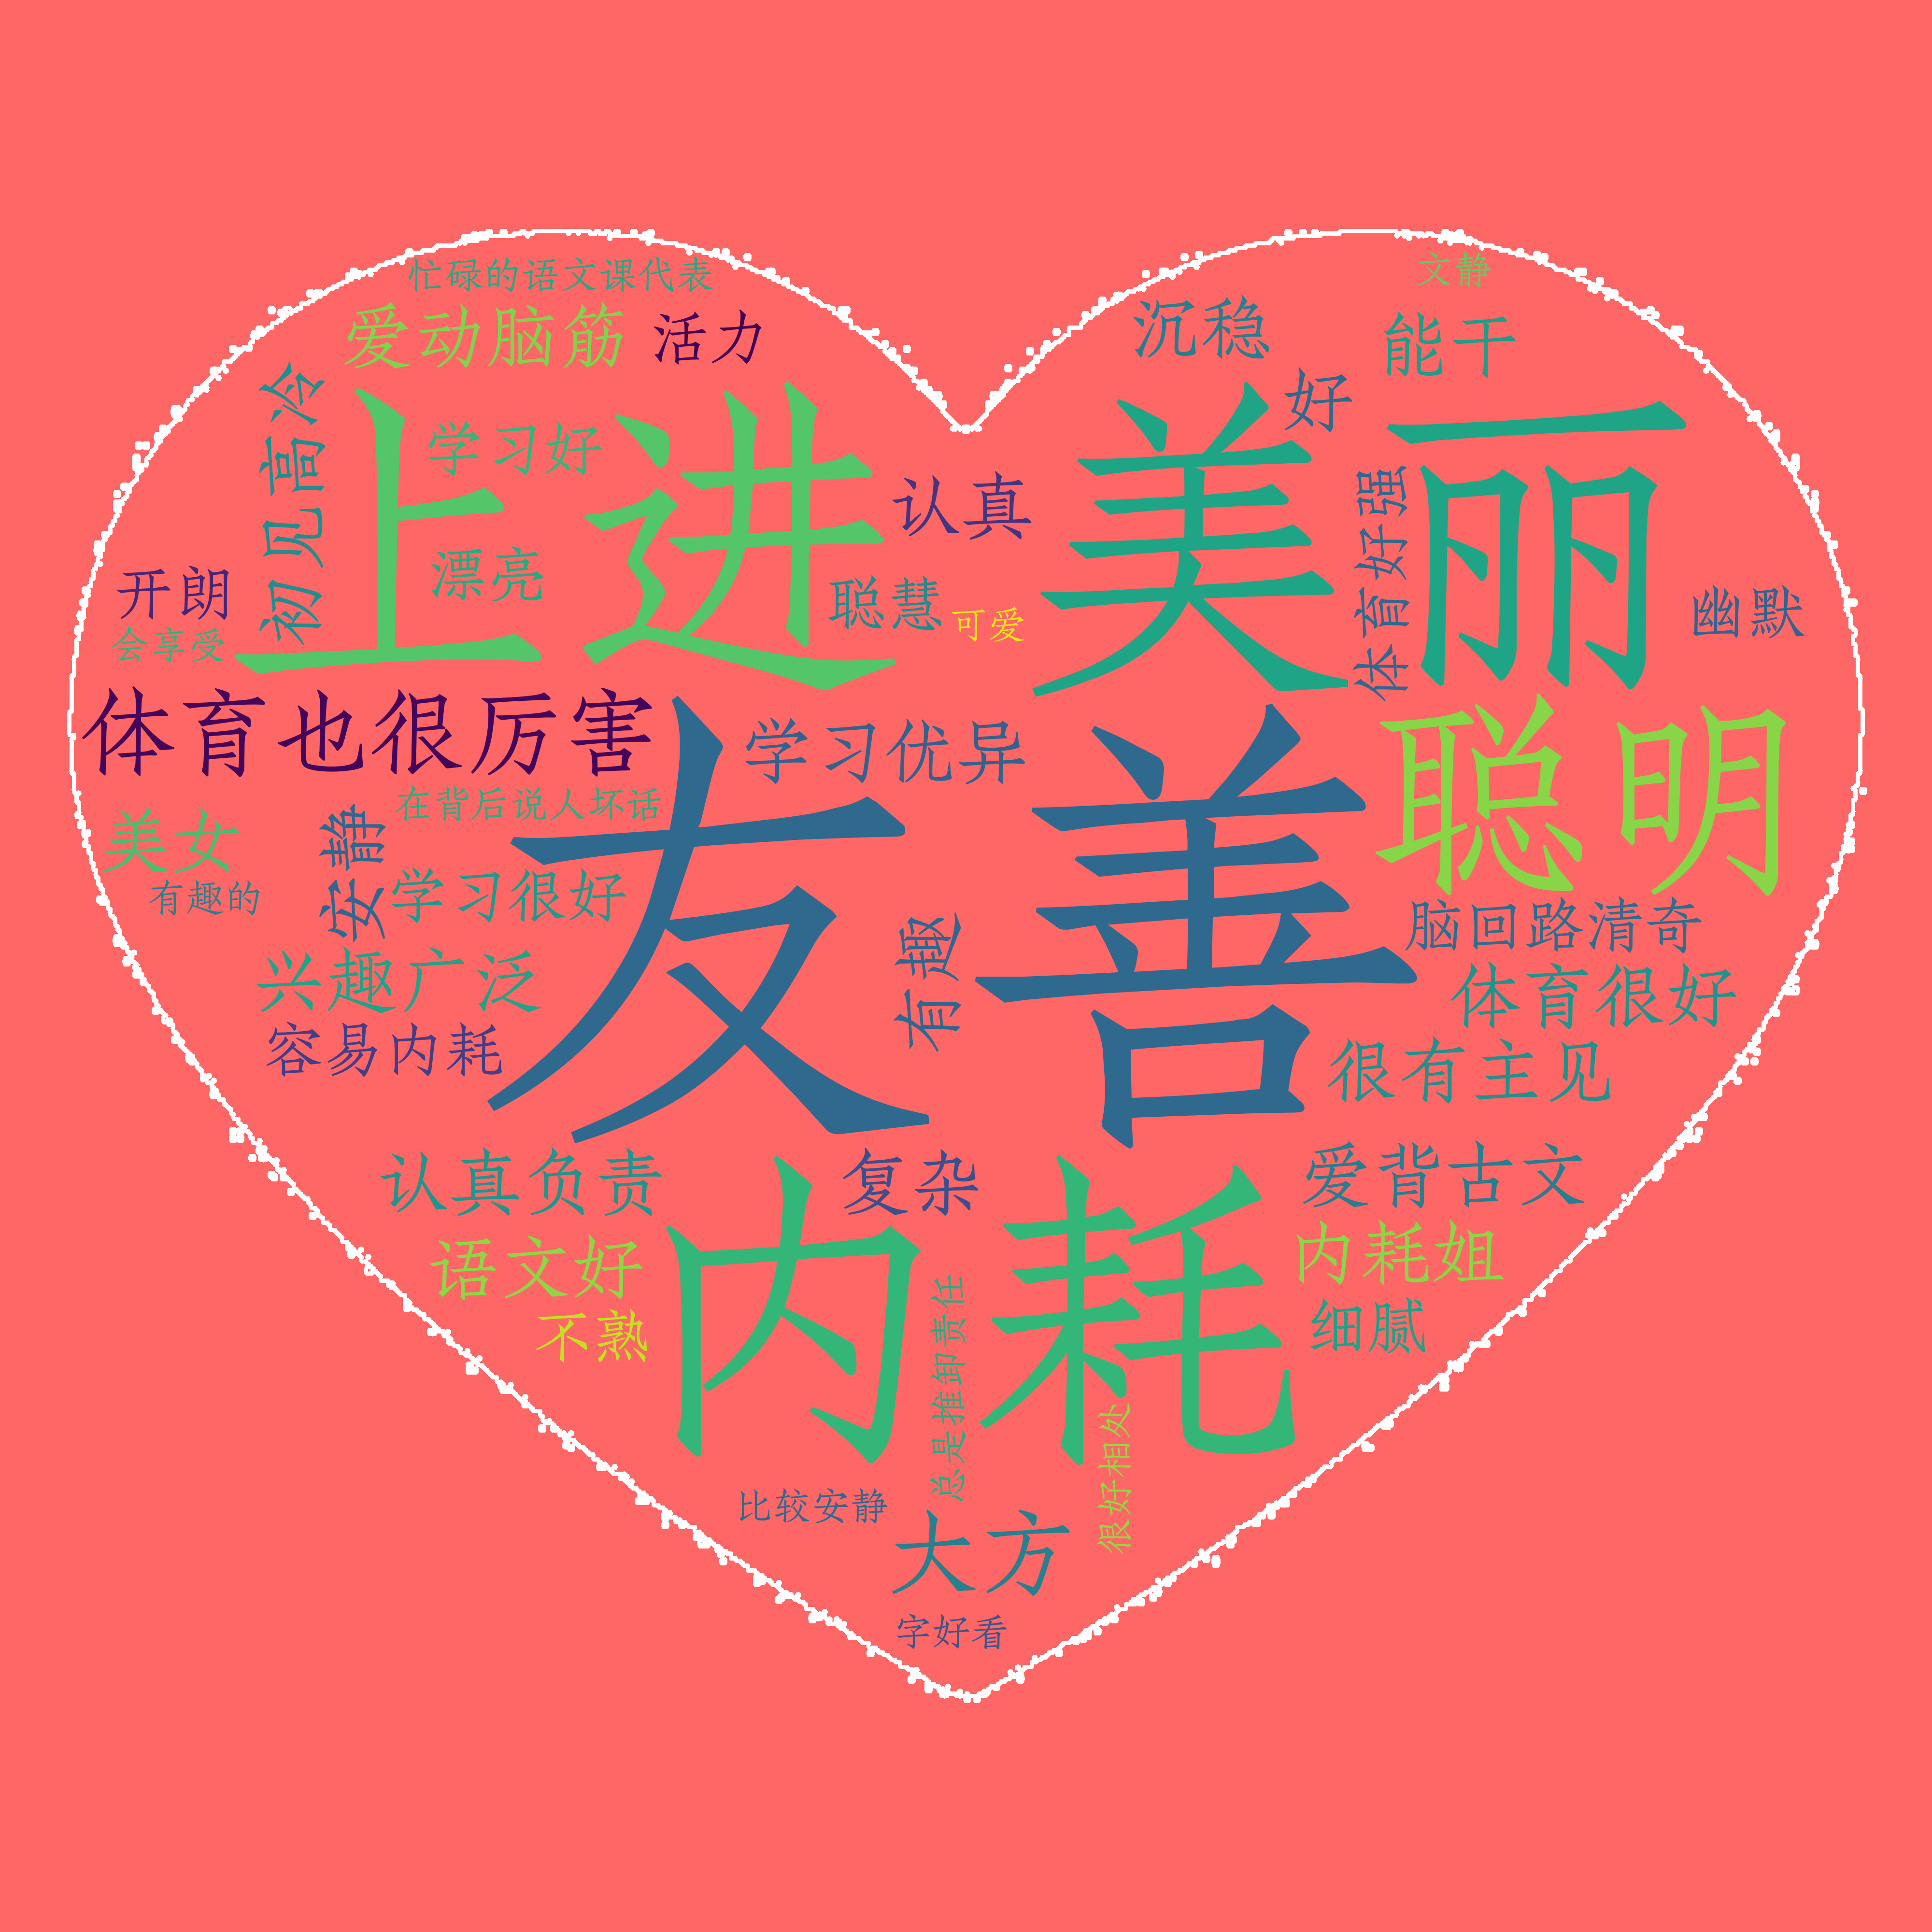 忙碌的语文课代表
文静
爱动脑筋
活力
沉稳
能干
好
初见高冷
上进
学习好
美丽
认真
漂亮
开朗
聪慧
可爱
幽默
会享受
体育也很厉害
友善
学习优异
聪明
在背后说人坏话
美女
学习很好
有趣的
有趣
脑回路清奇
兴趣广泛
体育很好
容易内耗
很有主见
认真负责
复杂
爱背古文
内耗
语文好
内耗姐
不熟
细腻
总是推卸责任
很好相处
比较安静
大方
字好看